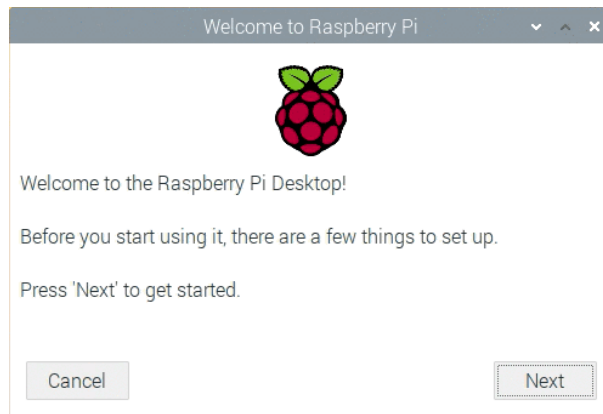 Welcome to Raspberry Pi
Welcome to the Raspberry Pi Desktop!
Before you start using it, there are a few things to set up.
Press 'Next' to get started.
Cancel
Next